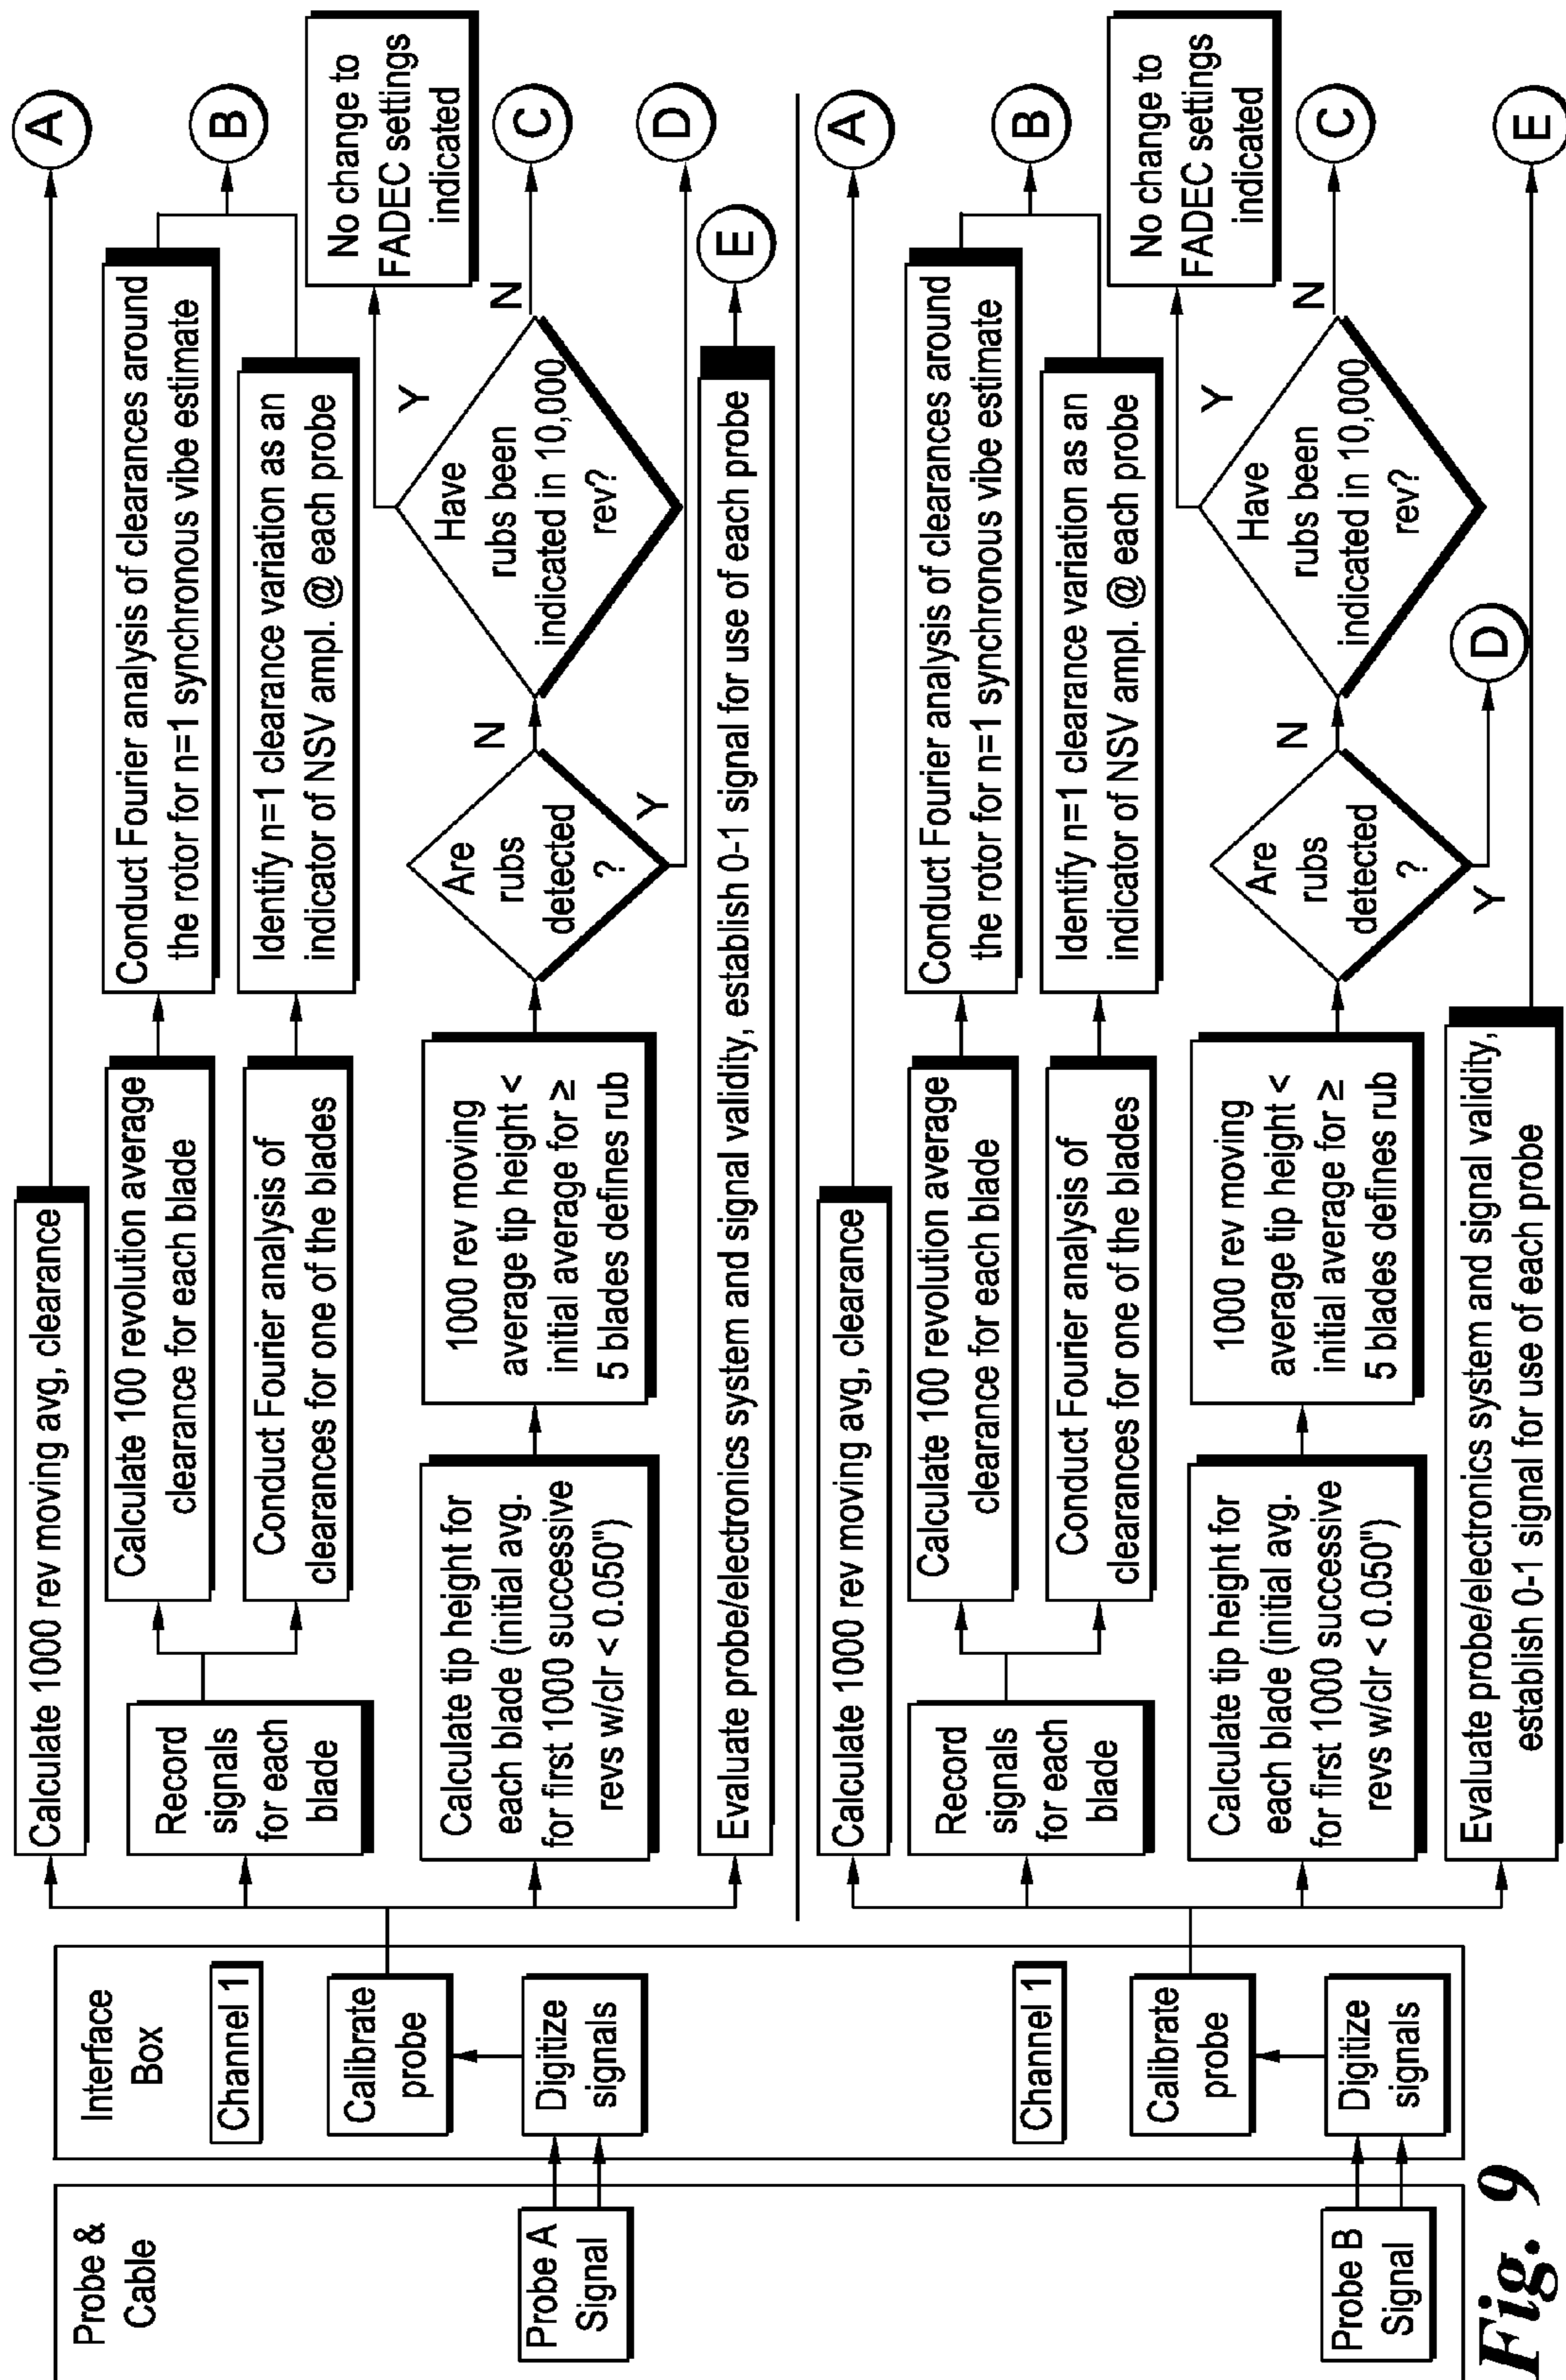 Probe &
Cable
Probe A
Signal
Probe B
Signal
Interface
Box
Channel 1
Calibrate
probe
Digitize
signals
Channel 1
Calibrate
probe
Digitize
signals
Calculate 1000 rev moving avg, clearance
A
Record
signals
for each
blade
Calculate 100 revolution average
clearance for each blade
Conduct Fourier analysis of clearances around
the rotor for n=1 synchronous vibe estimate
Conduct Fourier analysis of
clearances for one of the blades
Identify n=1 clearance variation as an
indicator of NSV ampl. @ each probe
B
Calculate tip height for
each blade (initial avg.
for first 1000 successive
revs w/clr < 0.050")
1000 rev moving
average tip height <
initial average for ≥
5 blades defines rub
Are
rubs
detected
?
N
Y
Have
rubs been
indicated in 10,000
rev?
Y
N
No change to
FADEC settings
indicated
C
D
Evaluate probe/electronics system and signal validity, establish 0-1 signal for use of each probe
E
Calculate 1000 rev moving avg, clearance
A
Record
signals
for each
blade
Calculate 100 revolution average
clearance for each blade
Conduct Fourier analysis of clearances around
the rotor for n=1 synchronous vibe estimate
Conduct Fourier analysis of
clearances for one of the blades
Identify n=1 clearance variation as an
indicator of NSV ampl. @ each probe
B
Calculate tip height for
each blade (initial avg.
for first 1000 successive
revs w/clr < 0.050")
1000 rev moving
average tip height <
initial average for ≥
5 blades defines rub
Are
rubs
detected
?
N
Y
Have
rubs been
indicated in 10,000
rev?
Y
N
No change to
FADEC settings
indicated
C
D
Evaluate probe/electronics system and signal validity,
establish 0-1 signal for use of each probe
E
Fig. 9